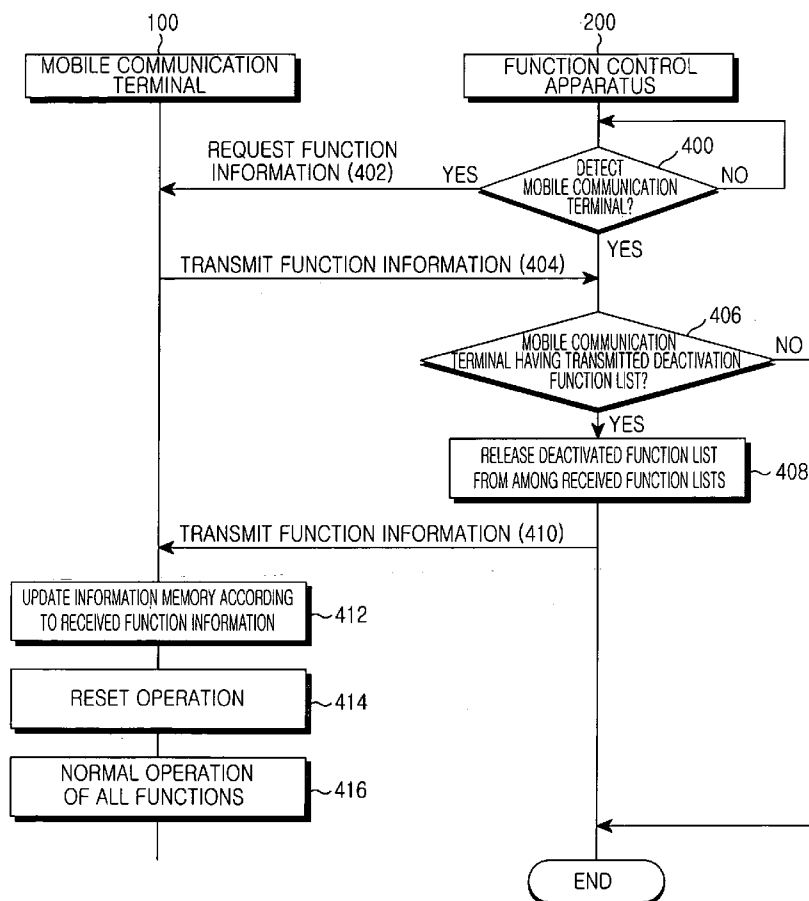 100
200
MOBILE COMMUNICATION
TERMINAL
FUNCTION CONTROL
APPARATUS
REQUEST FUNCTION
INFORMATION (402)
YES
400
DETECT
MOBILE COMMUNICATION
TERMINAL?
NO
YES
TRANSMIT FUNCTION INFORMATION (404)
406
MOBILE COMMUNICATION
TERMINAL HAVING TRANSMITTED DEACTIVATION
FUNCTION LIST?
NO
YES
RELEASE DEACTIVATED FUNCTION LIST
FROM AMONG RECEIVED FUNCTION LISTS
408
TRANSMIT FUNCTION INFORMATION (410)
UPDATE INFORMATION MEMORY ACCORDING
TO RECEIVED FUNCTION INFORMATION
412
RESET OPERATION
414
NORMAL OPERATION
OF ALL FUNCTIONS
416
END